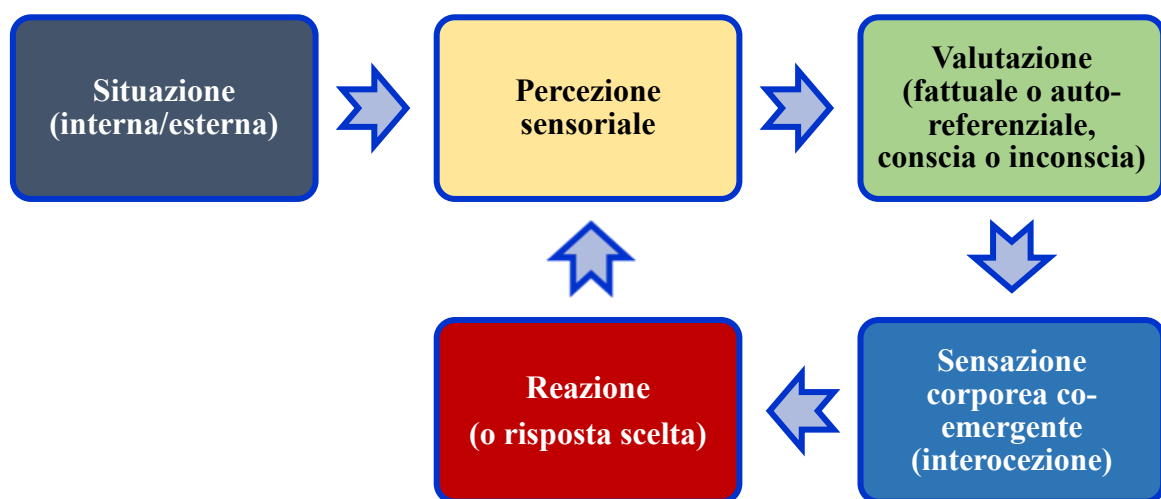 Situazione
(interna/esterna)
Percezione
sensoriale
Valutazione
(fattuale o auto-
referenziale,
conscia o inconscia)
Reazione
(o risposta scelta)
Sensazione
corporea co-
emergente
(interocezione)